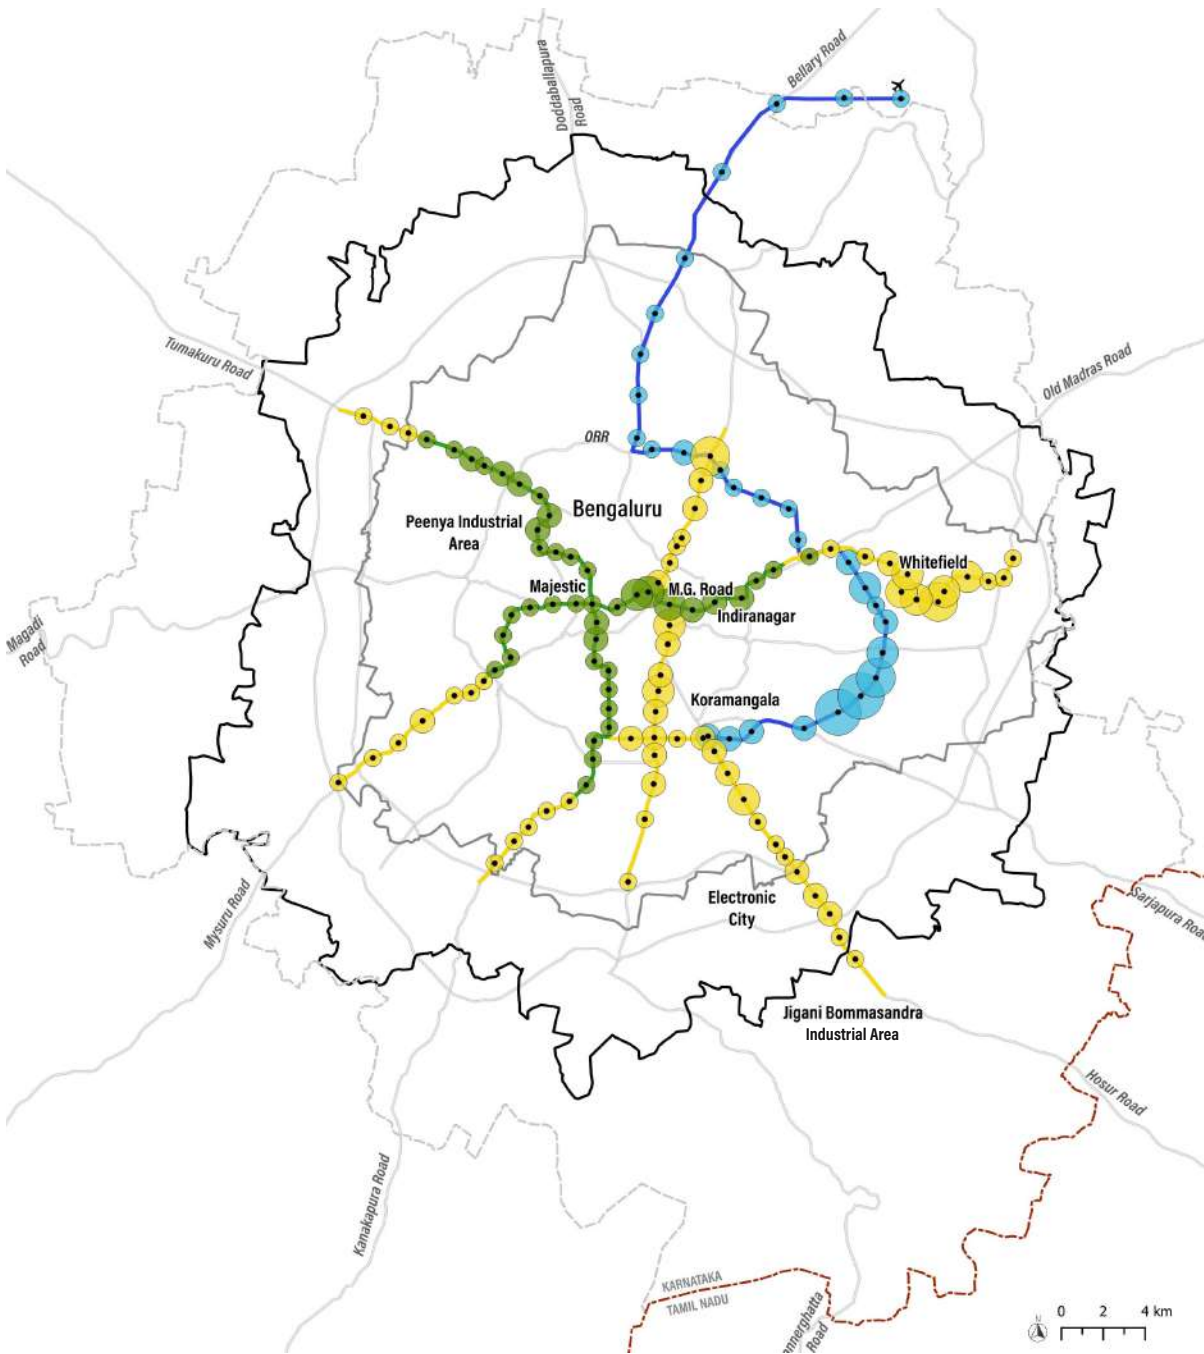 Doddaballapura
Road
Bellary Road
Tumakuru Road
Old Madras Road
ORR
Bengaluru
Peenya Industrial
Area
Whitefield
Majestic
M.G. Road
Indiranagar
Magadi
Road
Koramangala
Mysuru Road
Electronic
City
Sarjapura Road
Jigani Bommasandra
Industrial Area
Hosur Road
Kanakapura Road
KARNATAKA
TAMIL NADU
annerghatta
Road
N
0 2 4 km